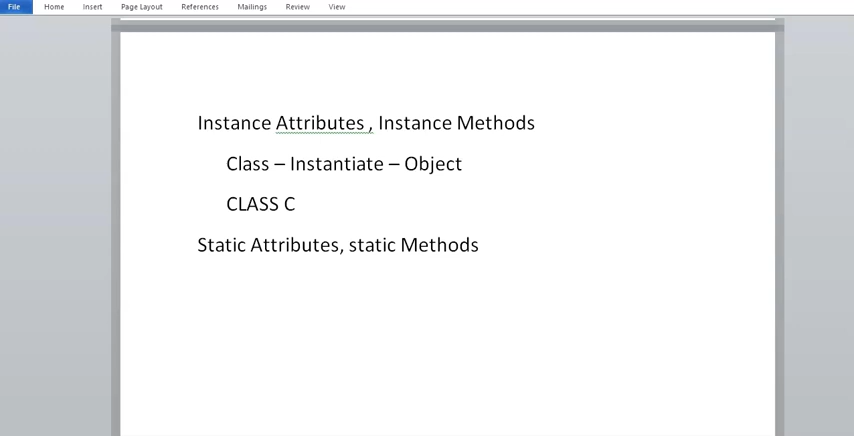 File Home Insert Page Layout References Mailings Review View
Instance Attributes , Instance Methods
Class – Instantiate – Object
CLASS C
Static Attributes, static Methods